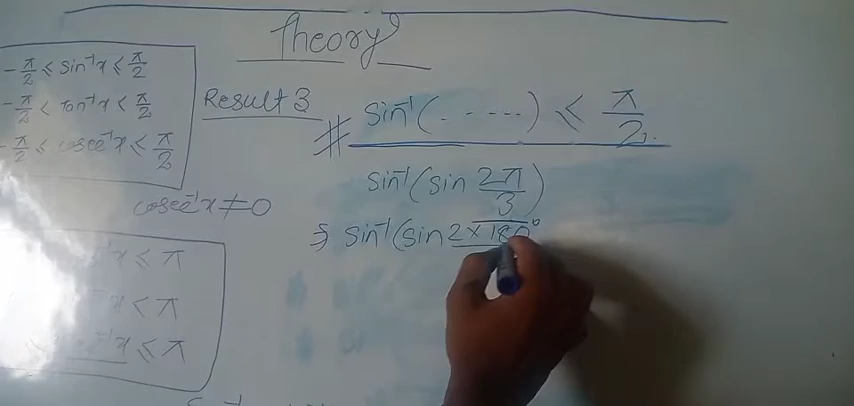 Theory
-π/2 ≤ sin⁻¹x ≤ π/2
-π/2 < tan⁻¹x < π/2
-π/2 ≤ cosec⁻¹x ≤ π/2
cosec⁻¹x ≠ 0
x ≤ π
x < π
x ≤ π
Result 3
# sin⁻¹(......) ≤ π/2.
sin⁻¹(sin 2π/3)
⇒ sin⁻¹(sin 2×180°